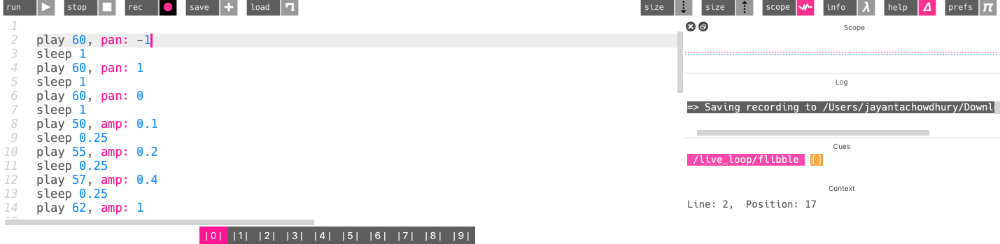 run stop rec save load size size scope info help prefs
1
2 play 60, pan: -1
3 sleep 1
4 play 60, pan: 1
5 sleep 1
6 play 60, pan: 0
7 sleep 1
8 play 50, amp: 0.1
9 sleep 0.25
10 play 55, amp: 0.2
11 sleep 0.25
12 play 57, amp: 0.4
13 sleep 0.25
14 play 62, amp: 1
|0| |1| |2| |3| |4| |5| |6| |7| |8| |9|
Scope
Log
=> Saving recording to /Users/jayantachowdhury/Downl
Cues
/live_loop/flibble []
Context
Line: 2, Position: 17